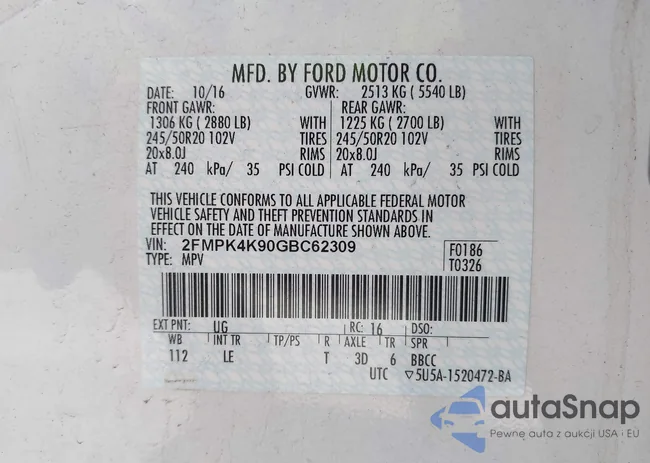 MFD. BY FORD MOTOR CO.
DATE: 10/16 GVWR: 2513 KG ( 5540 LB)
FRONT GAWR: REAR GAWR:
1306 KG ( 2880 LB) WITH 1225 KG ( 2700 LB) WITH
245/50R20 102V TIRES 245/50R20 102V TIRES
20x8.0J RIMS 20x8.0J RIMS
AT 240 kPa/ 35 PSI COLD AT 240 kPa/ 35 PSI COLD
THIS VEHICLE CONFORMS TO ALL APPLICABLE FEDERAL MOTOR
VEHICLE SAFETY AND THEFT PREVENTION STANDARDS IN
EFFECT ON THE DATE OF MANUFACTURE SHOWN ABOVE.
VIN: 2FMPK4K90GBC62309 F0186
TYPE: MPV T0326
EXT PNT: UG RC: 16 DSO:
WB INT TR TP/PS R AXLE TR SPR
112 LE T 3D 6 BBCC
UTC ▽5U5A-1520472-BA
autaSnap
Pewne auta z aukcji USA i EU